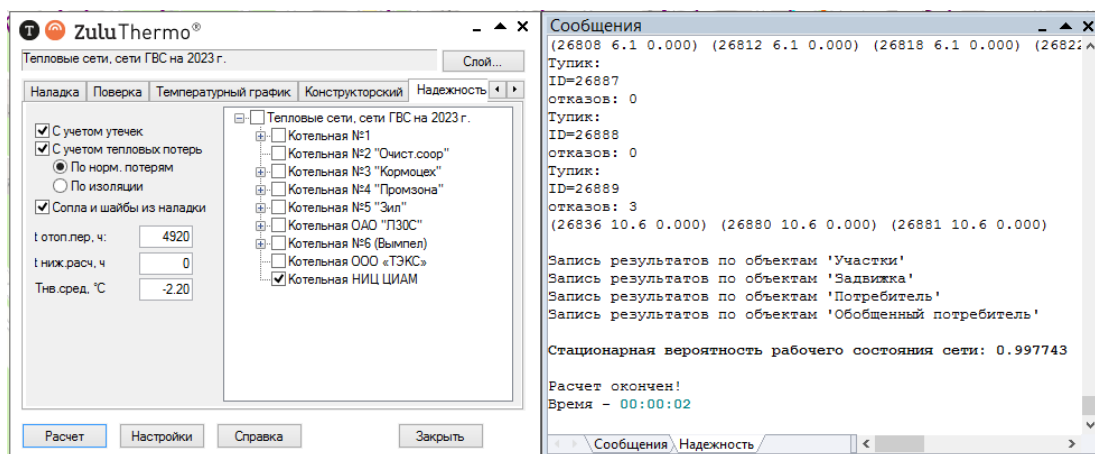 ZuluThermo®
Тепловые сети, сети ГВС на 2023 г.
Слой...
Наладка
Поверка
Температурный график
Конструкторский
Надежность
С учетом утечек
С учетом тепловых потерь
По норм. потерям
По изоляции
Сопла и шайбы из наладки
t отоп.пер, ч:
4920
t ниж.расч, ч
0
Тнв.сред, °С
-2.20
Тепловые сети, сети ГВС на 2023 г.
Котельная №1
Котельная №2 "Очист.соор"
Котельная №3 "Кормоцех"
Котельная №4 "Промзона"
Котельная №5 "Зил"
Котельная ОАО "ПЗОС"
Котельная №6 (Вымпел)
Котельная ООО «ТЭКС»
Котельная НИЦ ЦИАМ
Расчет
Настройки
Справка
Закрыть
Сообщения
(26808 6.1 0.000) (26812 6.1 0.000) (26818 6.1 0.000) (26822
Тупик:
ID=26887
отказов: 0
Тупик:
ID=26888
отказов: 0
Тупик:
ID=26889
отказов: 3
(26836 10.6 0.000) (26880 10.6 0.000) (26881 10.6 0.000)
Запись результатов по объектам 'Участки'
Запись результатов по объектам 'Задвижка'
Запись результатов по объектам 'Потребитель'
Запись результатов по объектам 'Обобщенный потребитель'
Стационарная вероятность рабочего состояния сети: 0.997743
Расчет окончен!
Время - 00:00:02
Сообщения
Надежность